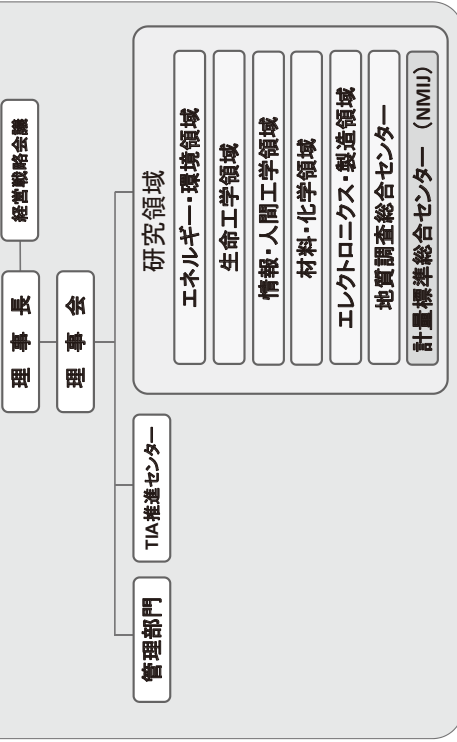 理事長
経営戦略会議
理事会
管理部門
TIA推進センター
研究領域
エネルギー・環境領域
生命工学領域
情報・人間工学領域
材料・化学領域
エレクトロニクス・製造領域
地質調査総合センター
計量標準総合センター (NMIJ)